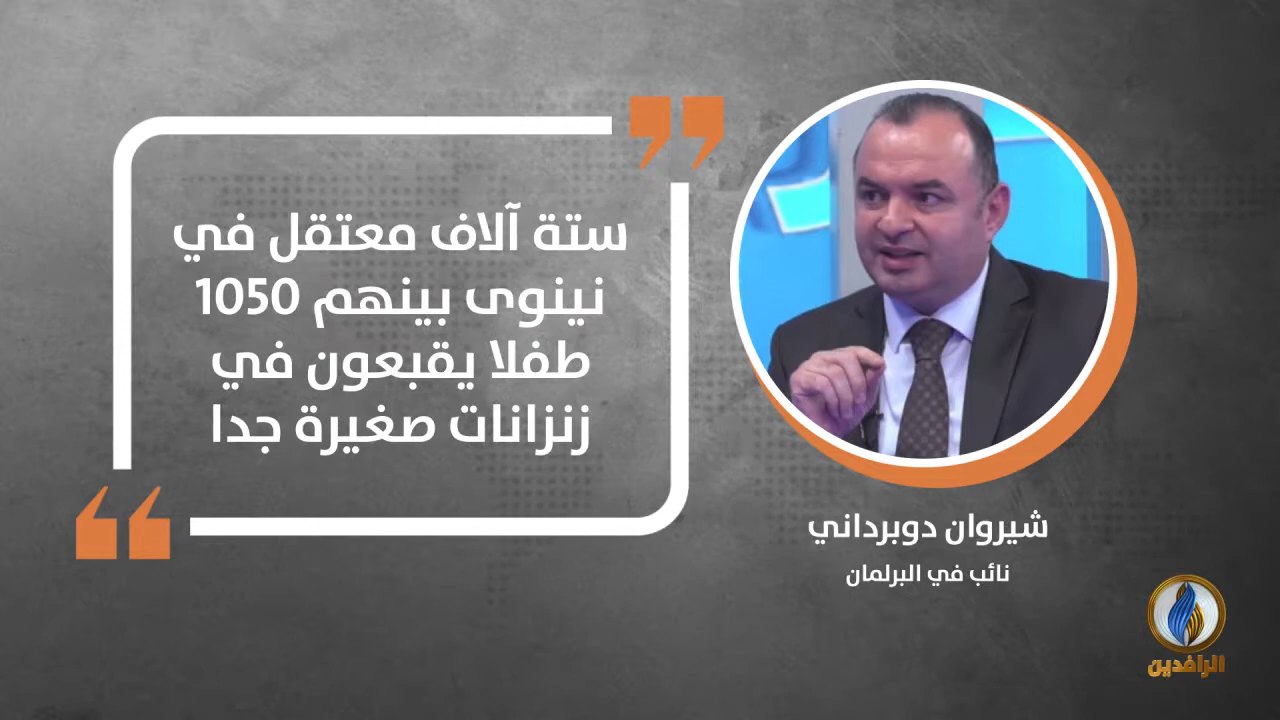 ستة آلاف معتقل في
نينوى بينهم 1050
طفلا يقبعون في
زنزانات صغيرة جدا
شيروان دوبرداني
نائب في البرلمان
الرافدين